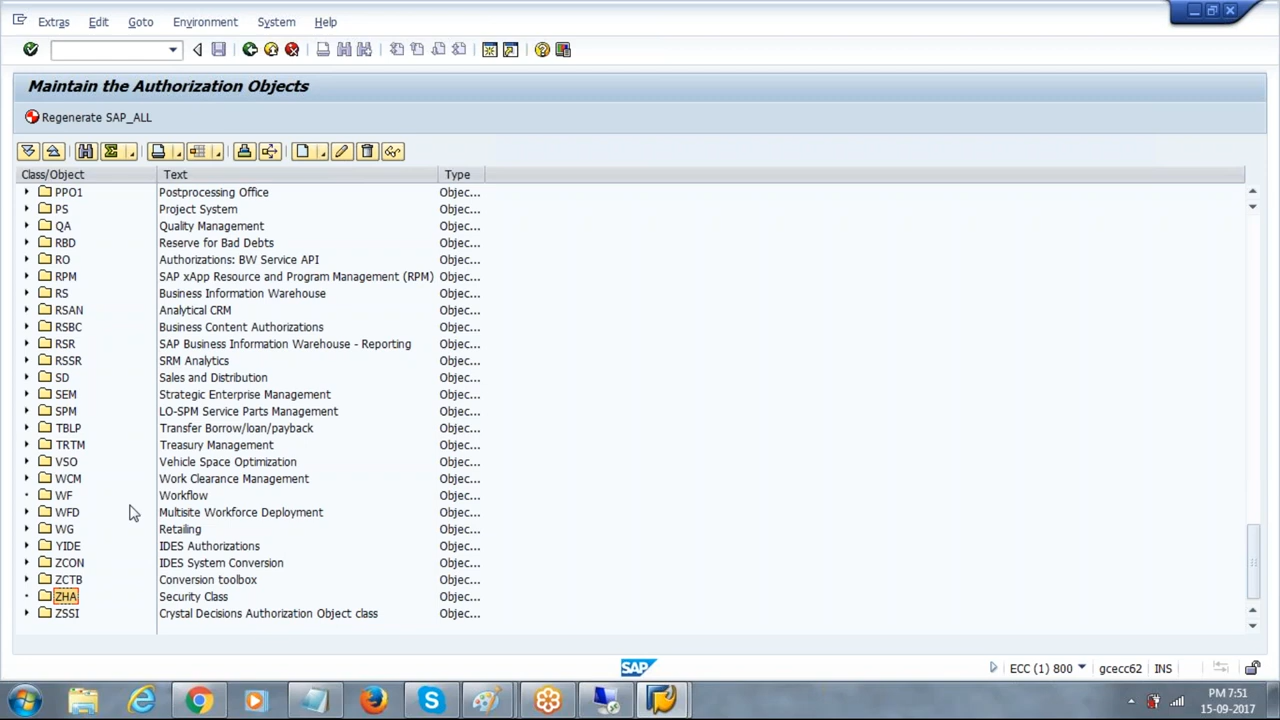 Extras Edit Goto Environment System Help
Maintain the Authorization Objects
Regenerate SAP_ALL
Class/Object Text Type
PPO1 Postprocessing Office Objec...
PS Project System Objec...
QA Quality Management Objec...
RBD Reserve for Bad Debts Objec...
RO Authorizations: BW Service API Objec...
RPM SAP xApp Resource and Program Management (RPM) Objec...
RS Business Information Warehouse Objec...
RSAN Analytical CRM Objec...
RSBC Business Content Authorizations Objec...
RSR SAP Business Information Warehouse - Reporting Objec...
RSSR SRM Analytics Objec...
SD Sales and Distribution Objec...
SEM Strategic Enterprise Management Objec...
SPM LO-SPM Service Parts Management Objec...
TBLP Transfer Borrow/loan/payback Objec...
TRTM Treasury Management Objec...
VSO Vehicle Space Optimization Objec...
WCM Work Clearance Management Objec...
WF Workflow Objec...
WFD Multisite Workforce Deployment Objec...
WG Retailing Objec...
YIDE IDES Authorizations Objec...
ZCON IDES System Conversion Objec...
ZCTB Conversion toolbox Objec...
ZHA Security Class Objec...
ZSSI Crystal Decisions Authorization Object class Objec...
SAP ECC (1) 800 gcecc62 INS
PM 7:51
15-09-2017